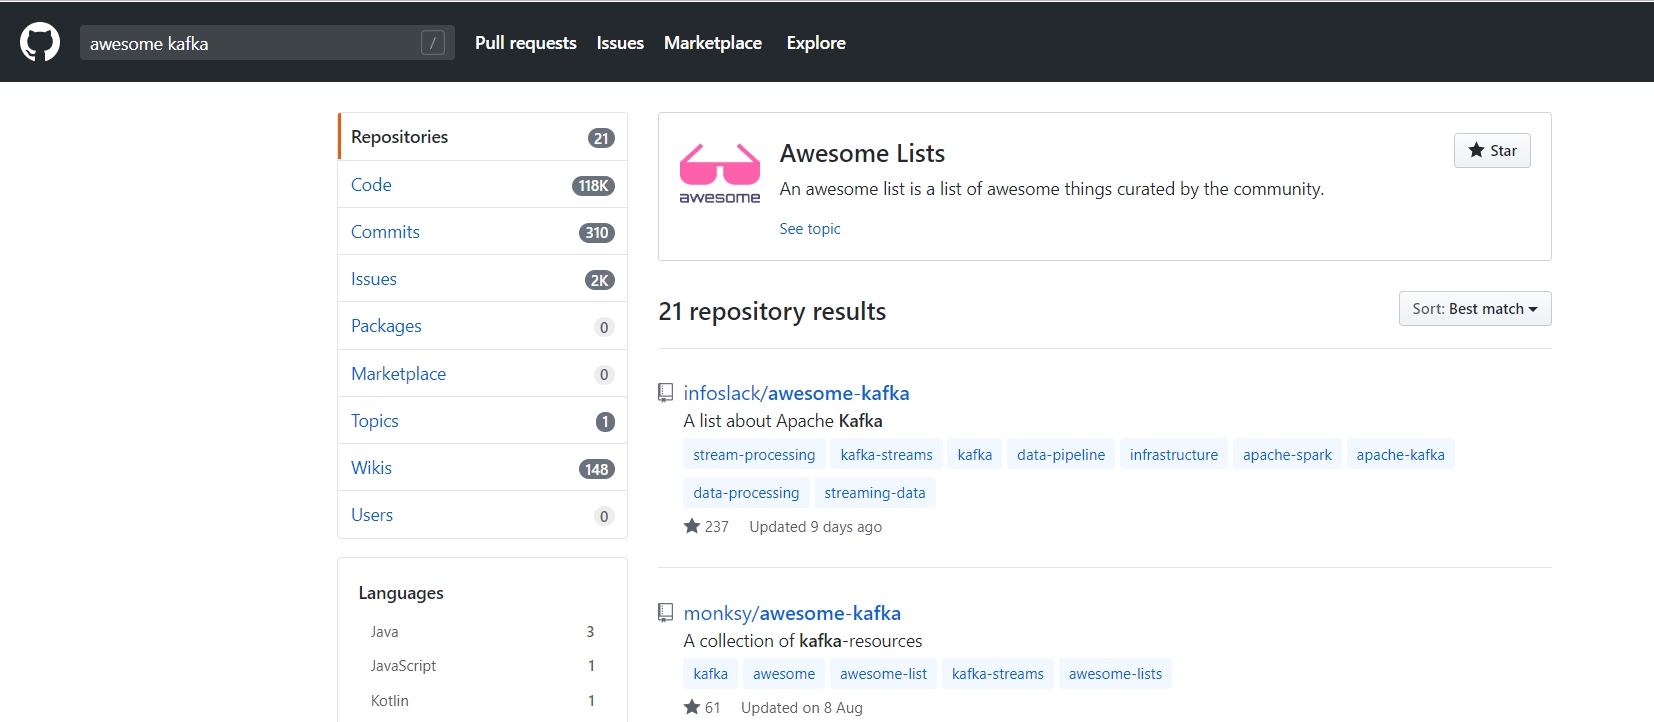 awesome kafka /
Pull requests Issues Marketplace Explore
Repositories 21
Code 118K
Commits 310
Issues 2K
Packages 0
Marketplace 0
Topics 1
Wikis 148
Users 0
Languages
Java 3
JavaScript 1
Kotlin 1
awesome
Awesome Lists
Star
An awesome list is a list of awesome things curated by the community.
See topic
21 repository results
Sort: Best match
infoslack/awesome-kafka
A list about Apache Kafka
stream-processing kafka-streams kafka data-pipeline infrastructure apache-spark apache-kafka
data-processing streaming-data
237 Updated 9 days ago
monksy/awesome-kafka
A collection of kafka-resources
kafka awesome awesome-list kafka-streams awesome-lists
61 Updated on 8 Aug